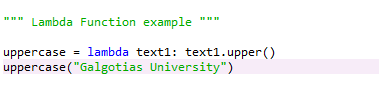 """ Lambda Function example """
uppercase = lambda text1: text1.upper()
uppercase("Galgotias University")